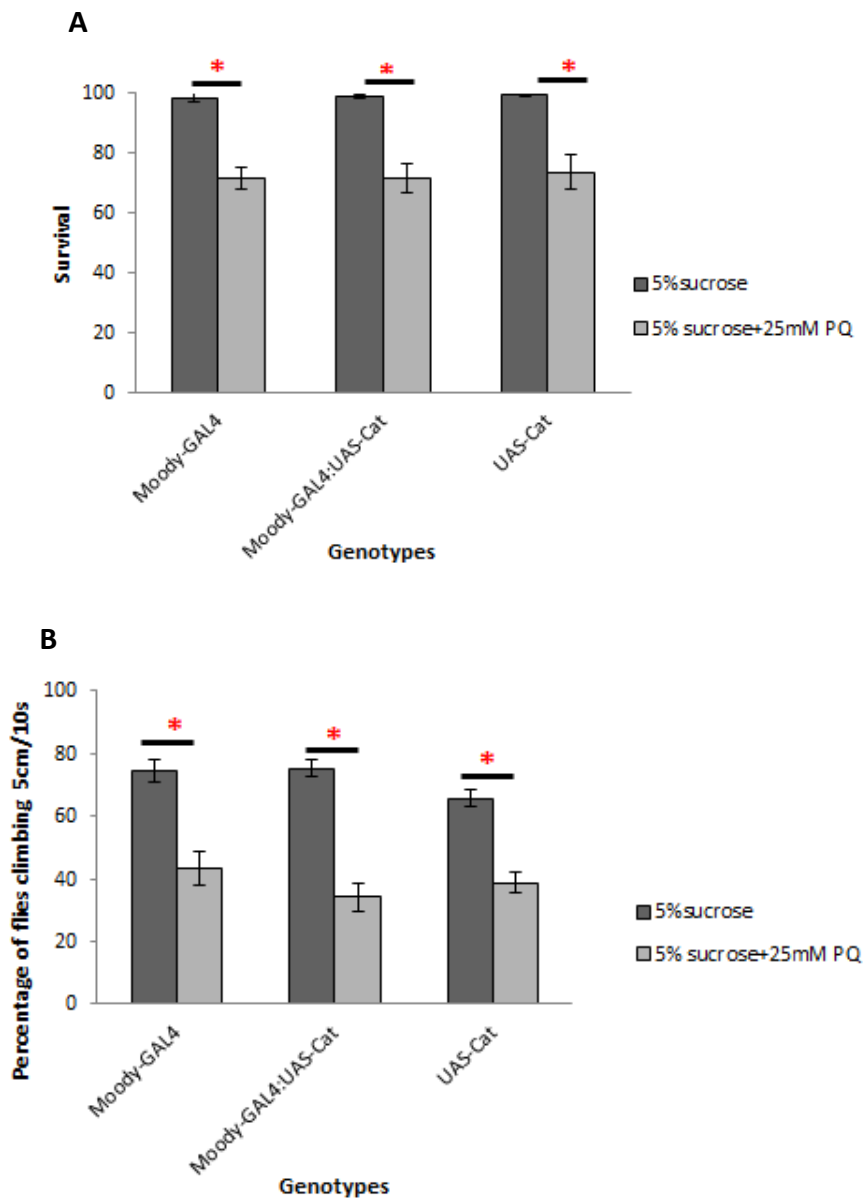 A
*
*
*
100
80
60
40
20
0
Survival
5%sucrose
5% sucrose+25mM PQ
Moody-GAL4
Moody-GAL4:UAS-Cat
UAS-Cat
Genotypes
B
Percentage of flies climbing 5cm/10s
100
80
60
40
20
0
*
*
*
5%sucrose
5% sucrose+25mM PQ
Moody-GAL4
Moody-GAL4:UAS-Cat
UAS-Cat
Genotypes